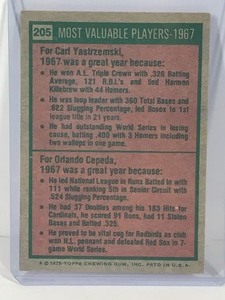 205
MOST VALUABLE PLAYERS-1967
For Carl Yastrzemski,
1967 was a great year because:
• He won A.L. Triple Crown with .326 Batting
Average, 121 R.B.I.'s and tied Harmon
Killebrew with 44 Homers.
• He was loop leader with 360 Total Bases and
.622 Slugging Percentage, pacing Bosox to 1st
league title in 21 years.
• He had outstanding World Series in losing
cause, batting .400 with 3 Homers including
two wallops in one game.
For Orlando Cepeda,
1967 was a great year because:
• He led National League in Runs Batted In with
111 while ranking 5th in Senior Circuit with
.524 Slugging Percentage.
• He had 37 Doubles among his 183 Hits for
Cardinals, he scored 91 Runs, had 11 Stolen
Bases and Batted .325.
• He proved to be vital cog for Redbirds as club
won N.L. pennant and defeated Red Sox in 7-
game World Series.
© 1975 TOPPS CHEWING GUM, INC. PRTD IN U.S.A.